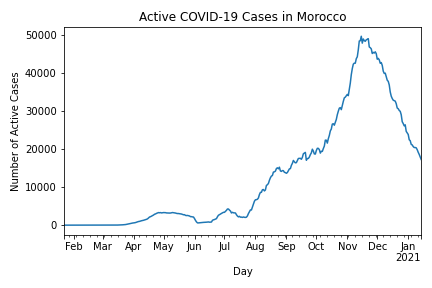 Active COVID-19 Cases in Morocco
Number of Active Cases
50000
40000
30000
20000
10000
0
Feb Mar Apr May Jun Jul Aug Sep Oct Nov Dec Jan
2021
Day